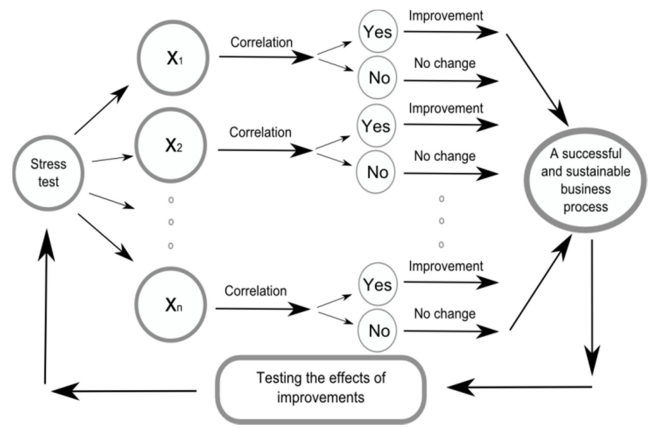 Improvement
Correlation
Yes
X1
No change
No
Improvement
Correlation
Yes
X2
No change
No
Stress
test
A successful
and sustainable
business
process
Improvement
Correlation
Yes
Xn
No change
No
Testing the effects of
improvements